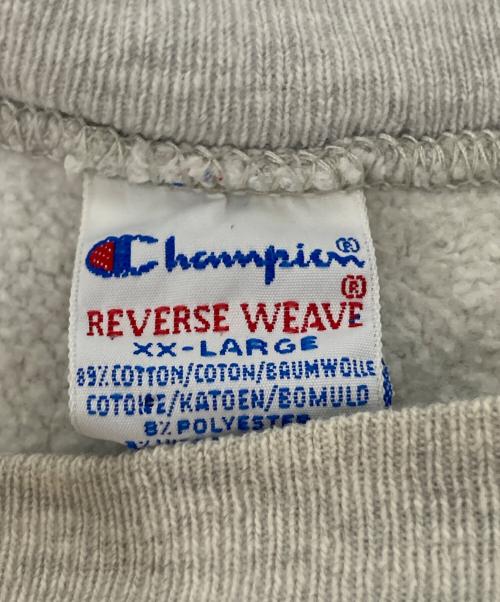 Champion®
®
REVERSE WEAVE
XX-LARGE
89% COTTON/COTON/BAUMWOLLE
COTONE/KATOEN/BOMULD
8% POLYESTER